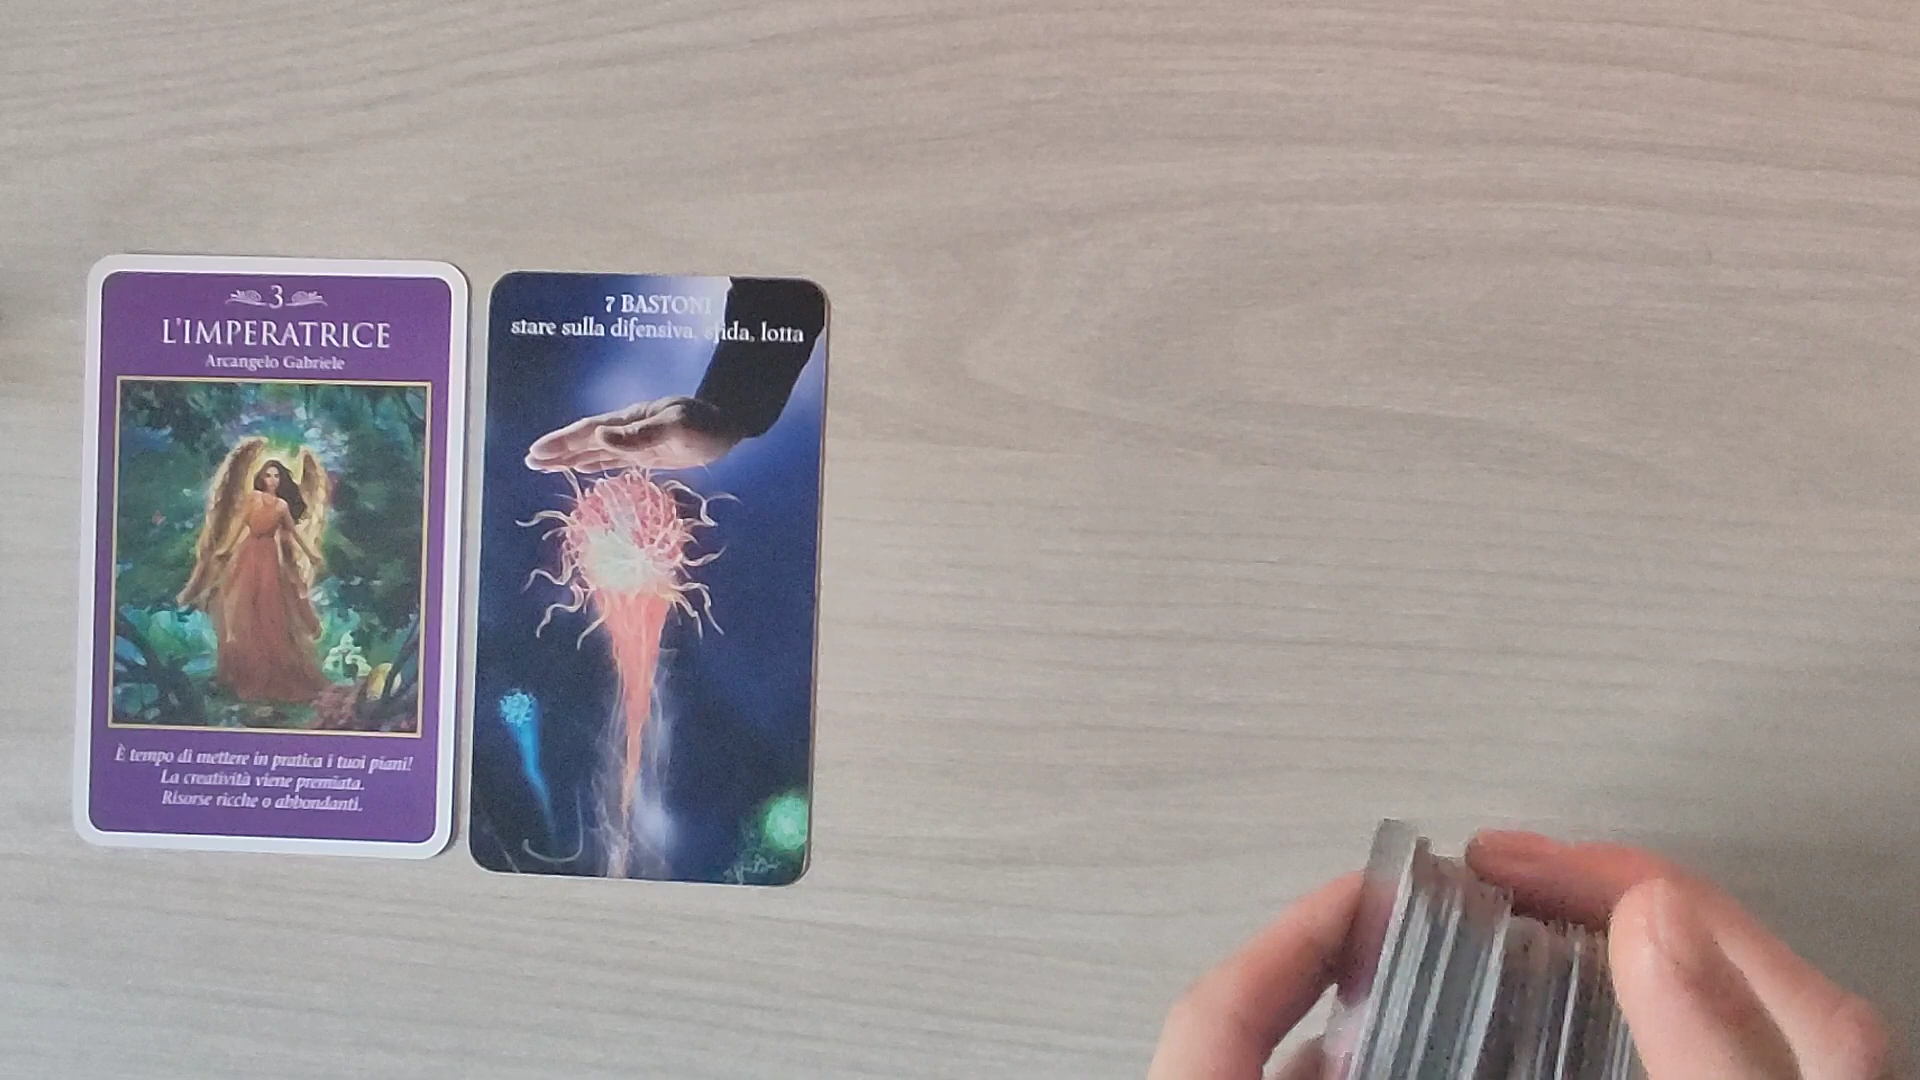 3
L'IMPERATRICE
Arcangelo Gabriele
È tempo di mettere in pratica i tuoi piani!
La creatività viene premiata.
Risorse ricche o abbondanti.
7 BASTONI
stare sulla difensiva, sfida, lotta